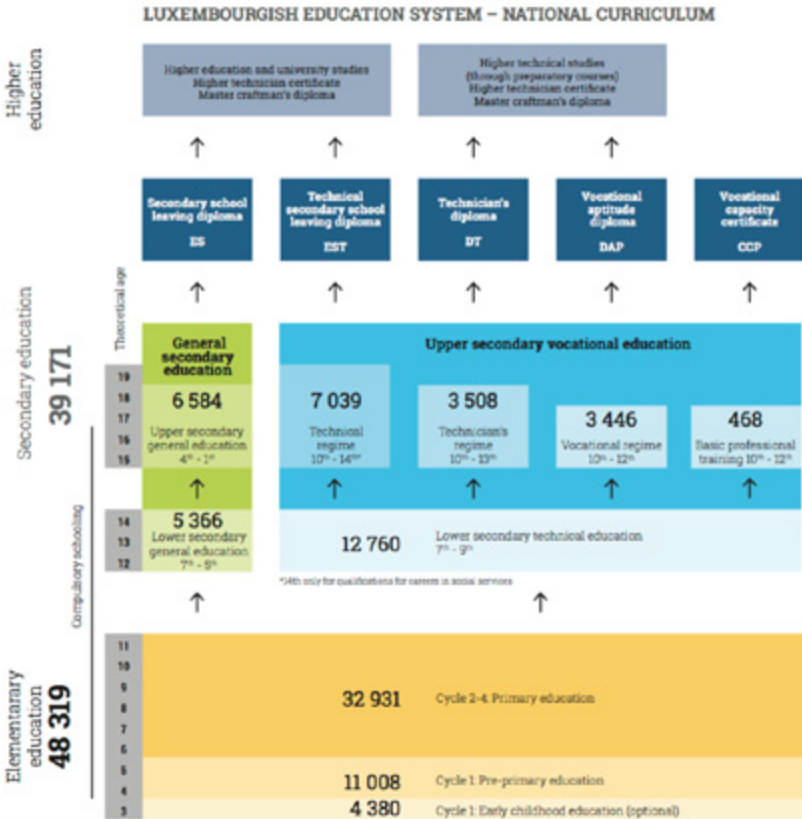 LUXEMBOURGISH EDUCATION SYSTEM – NATIONAL CURRICULUM
Higher
education
Higher education and university studies
Higher technician certificate
Master craftman's diploma
Higher technical studies
(through preparatory courses)
Higher technician certificate
Master craftman's diploma
Secondary school
leaving diploma
ES
Technical
secondary school
leaving diploma
EST
Technician's
diploma
DT
Vocational
aptitude
diploma
DAP
Vocational
capacity
certificate
CCP
Secondary education
39 171
Theoretical age
General
secondary
education
Upper secondary vocational education
19
18
17
16
15
6 584
Upper secondary
general education
4th - 1st
7 039
Technical
regime
10th - 14th*
3 508
Technician's
regime
10th - 13th
3 446
Vocational regime
10th - 12th
468
Basic professional
training 10th - 12th
Compulsory schooling
14
13
12
5 366
Lower secondary
general education
7th - 5th
12 760
Lower secondary technical education
7th - 9th
*14th only for qualifications for careers in social services
Elementarary
education
48 319
11
10
9
8
7
6
32 931
Cycle 2-4: Primary education
5
4
11 008
Cycle 1: Pre-primary education
3
4 380
Cycle 1: Early childhood education (optional)